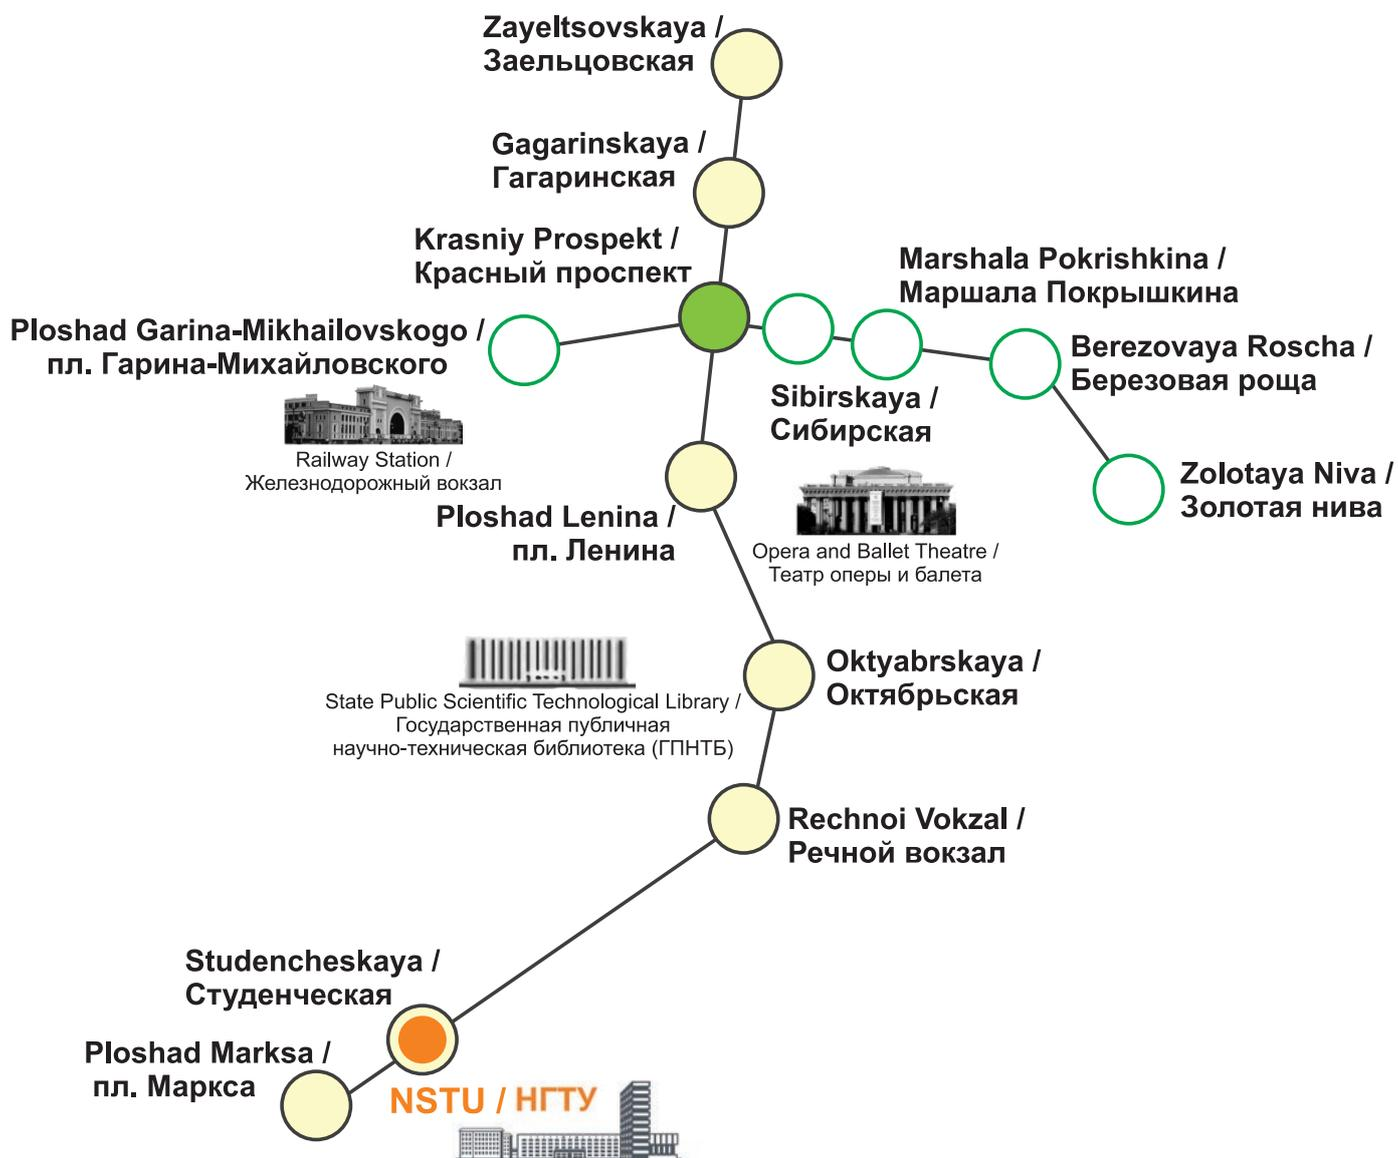 Zayeltsovskaya /
Заельцовская
Gagarinskaya /
Гагаринская
Krasniy Prospekt /
Красный проспект
Marshala Pokrishkina /
Маршала Покрышкина
Ploshad Garina-Mikhailovskogo /
пл. Гарина-Михайловского
Berezovaya Roscha /
Березовая роща
Sibirskaya /
Сибирская
Railway Station /
Железнодорожный вокзал
Zolotaya Niva /
Золотая нива
Ploshad Lenina /
пл. Ленина
Opera and Ballet Theatre /
Театр оперы и балета
Oktyabrskaya /
Октябрьская
State Public Scientific Technological Library /
Государственная публичная
научно-техническая библиотека (ГПНТБ)
Rechnoi Vokzal /
Речной вокзал
Studencheskaya /
Студенческая
Ploshad Marksa /
пл. Маркса
NSTU / НГТУ